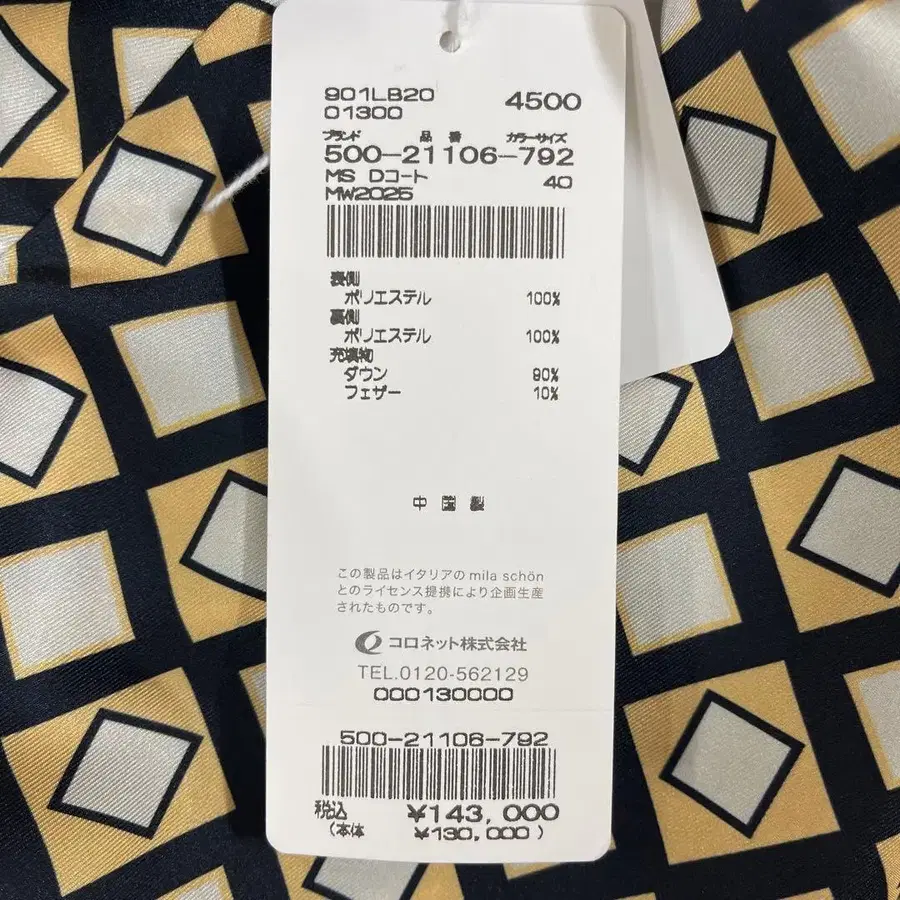 901LB20 4500
01300
ブランド 品番 カラーサイズ
500-21106-792
MS Dコート 40
MW2025
表側
ポリエステル 100%
裏側
ポリエステル 100%
充填物
ダウン 90%
フェザー 10%
中国製
この製品はイタリアのmila schön
とのライセンス提携により企画生産
されたものです。
コロネット株式会社
TEL.0120-562129
000130000
500-21106-792
税込 ¥143,000
(本体 ¥130,000)